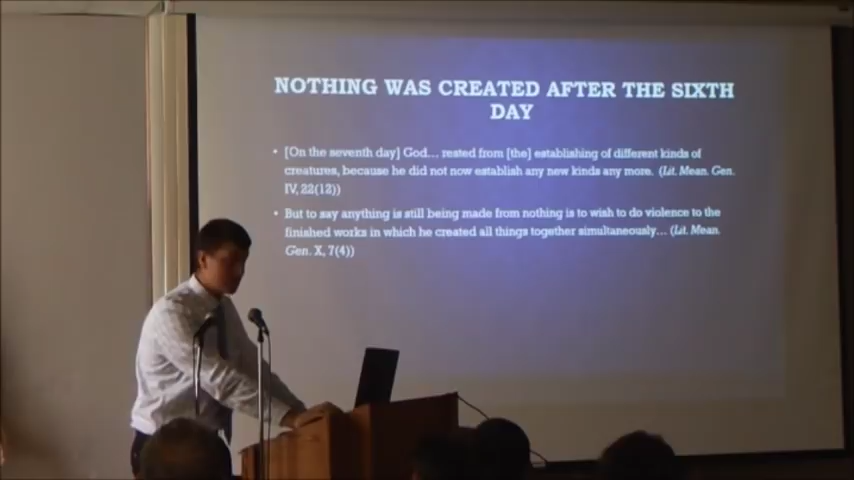 NOTHING WAS CREATED AFTER THE SIXTH
DAY
• [On the seventh day] God... rested from [the] establishing of different kinds of
creatures, because he did not now establish any new kinds any more. (Lit. Mean. Gen.
IV, 22(12))
• But to say anything is still being made from nothing is to wish to do violence to the
finished works in which he created all things together simultaneously... (Lit. Mean.
Gen. X, 7(4))